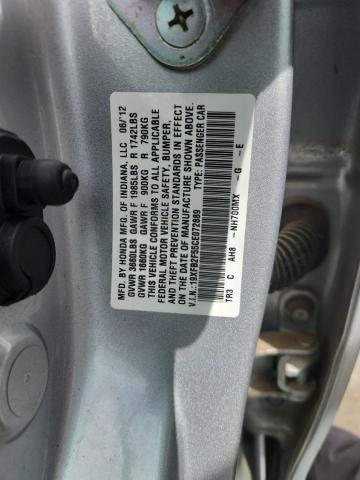 MFG. BY HONDA MFG. OF INDIANA, LLC 06/'12
GVWR 3660LBS GAWR F 1985LBS R 1742LBS
GVWR 1660KG GAWR F 900KG R 790KG
THIS VEHICLE CONFORMS TO ALL APPLICABLE
FEDERAL MOTOR VEHICLE SAFETY, BUMPER,
AND THEFT PREVENTION STANDARDS IN EFFECT
ON THE DATE OF MANUFACTURE SHOWN ABOVE.
V.I.N.:19XFB2F55CE072889 TYPE: PASSENGER CAR
TR3 C AH8 -NH700MX -G -E